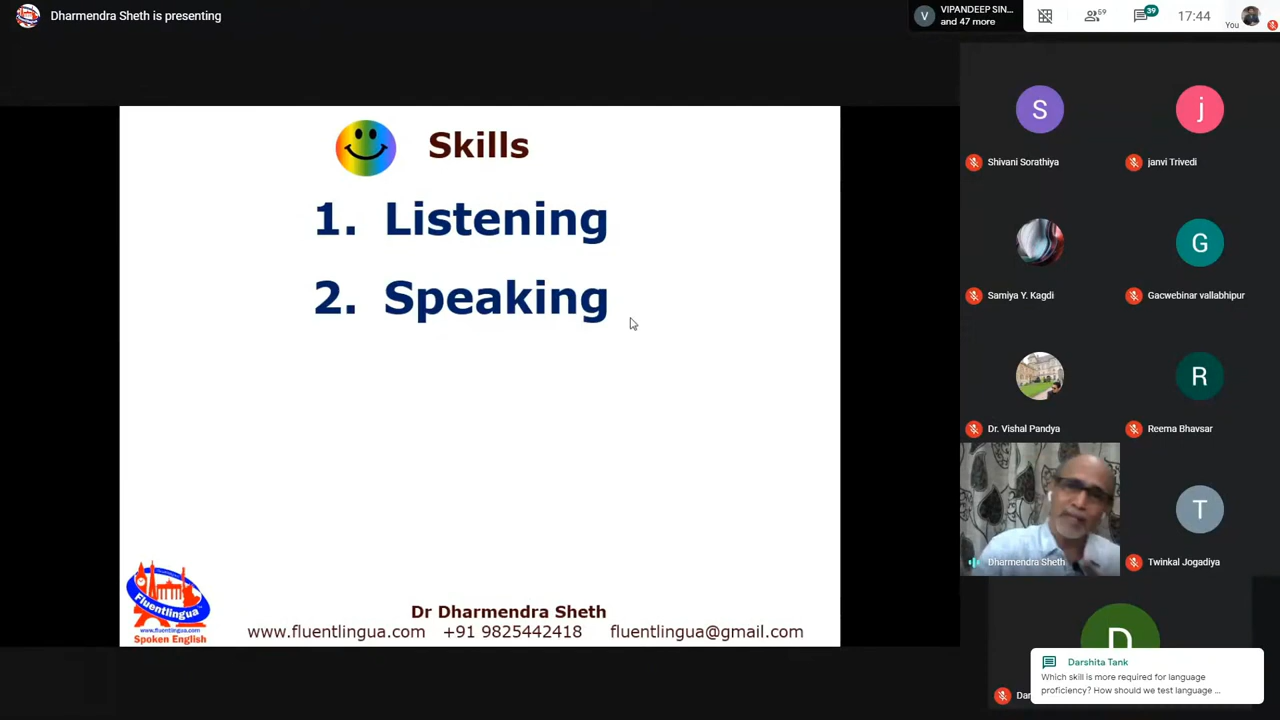 Dharmendra Sheth is presenting
V
VIPANDEEP SIN...
and 47 more
59
39
17:44
You
Skills
1. Listening
2. Speaking
Fluentlingua
www.fluentlingua.com
Spoken English
Dr Dharmendra Sheth
www.fluentlingua.com +91 9825442418 fluentlingua@gmail.com
S
Shivani Sorathiya
j
janvi Trivedi
Samiya Y. Kagdi
G
Gacwebinar vallabhipur
Dr. Vishal Pandya
R
Reema Bhavsar
Dharmendra Sheth
T
Twinkal Jogadiya
D
Darshita Tank
Which skill is more required for language
proficiency? How should we test language ...